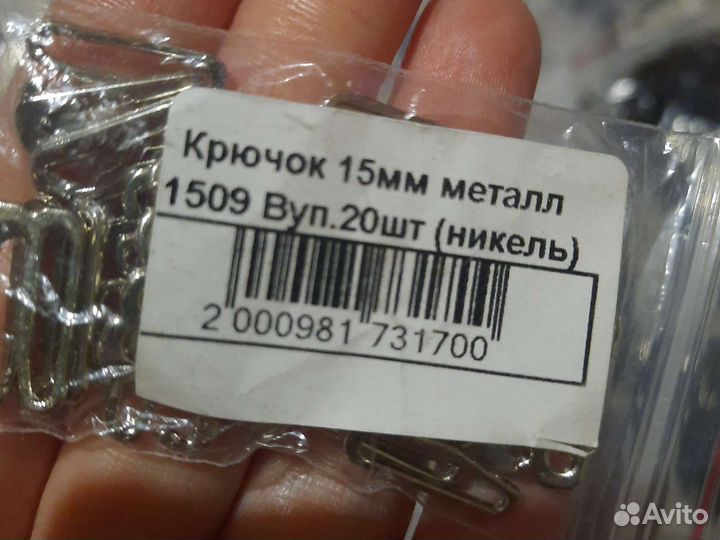 Крючок 15мм металл
1509 Вуп.20шт (никель)
2 000981 731700
Avito